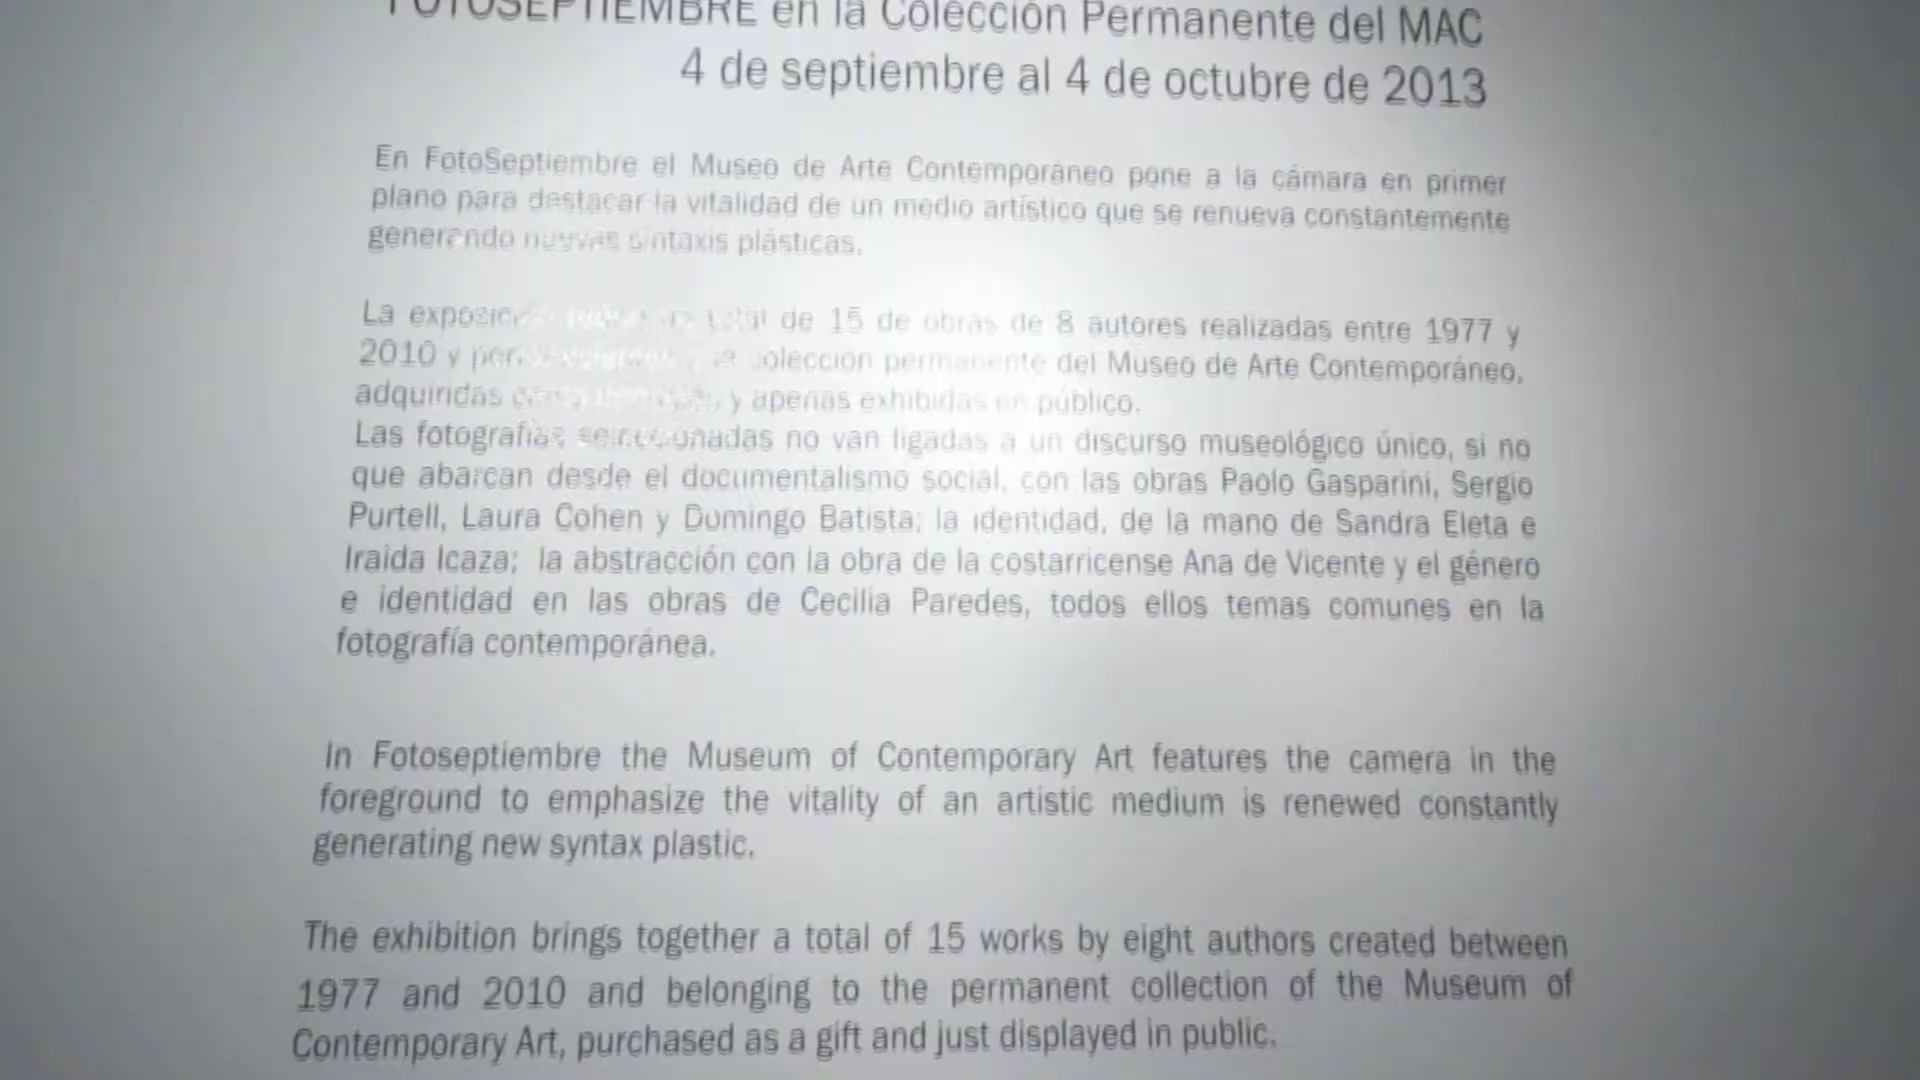 FOTOSEPTIEMBRE en la Colección Permanente del MAC
4 de septiembre al 4 de octubre de 2013
En FotoSeptiembre el Museo de Arte Contemporáneo pone a la cámara en primer
plano para destacar la vitalidad de un medio artístico que se renueva constantemente
generando nuevas sintaxis plásticas.
La exposición total de 15 de obras de 8 autores realizadas entre 1977 y
2010 y colección permanente del Museo de Arte Contemporáneo,
adquiridas y apenas exhibidas en público.
Las fotografías seleccionadas no van ligadas a un discurso museológico único, si no
que abarcan desde el documentalismo social, con las obras Paolo Gasparini, Sergio
Purtell, Laura Cohen y Domingo Batista; la identidad, de la mano de Sandra Eleta e
Iraida Icaza; la abstracción con la obra de la costarricense Ana de Vicente y el género
e identidad en las obras de Cecilia Paredes, todos ellos temas comunes en la
fotografía contemporánea.
In Fotoseptiembre the Museum of Contemporary Art features the camera in the
foreground to emphasize the vitality of an artistic medium is renewed constantly
generating new syntax plastic.
The exhibition brings together a total of 15 works by eight authors created between
1977 and 2010 and belonging to the permanent collection of the Museum of
Contemporary Art, purchased as a gift and just displayed in public.